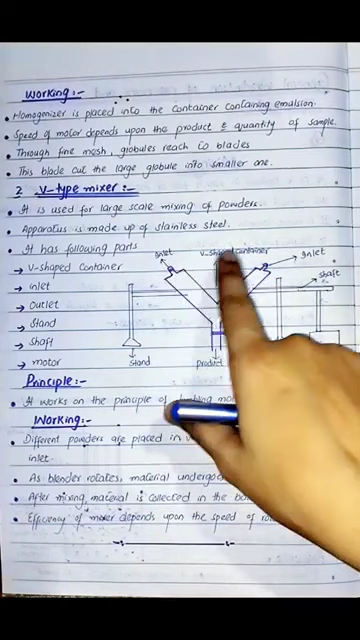 Working:-
• Homogenizer is placed into the container containing emulsion.
• Speed of motor depends upon the product & quantity of sample.
• Through fine mesh, globules reach to blades
• This blade cut the large globule into smaller one.
2 V-type mixer:-
• It is used for large scale mixing of powders.
• Apparatus is made up of stainless steel.
• It has following parts
→ V-shaped Container
→ inlet
→ Outlet
→ Stand
→ Shaft
→ motor
Inlet
V-shaped container
Inlet
shaft
Stand
product
Principle:-
• It works on the principle of
Working:-
• Different powders are placed in
inlet.
• As blender rotates, material undergo
• After mixing, material is collected in the
• Efficiency of mixer depends upon the speed of